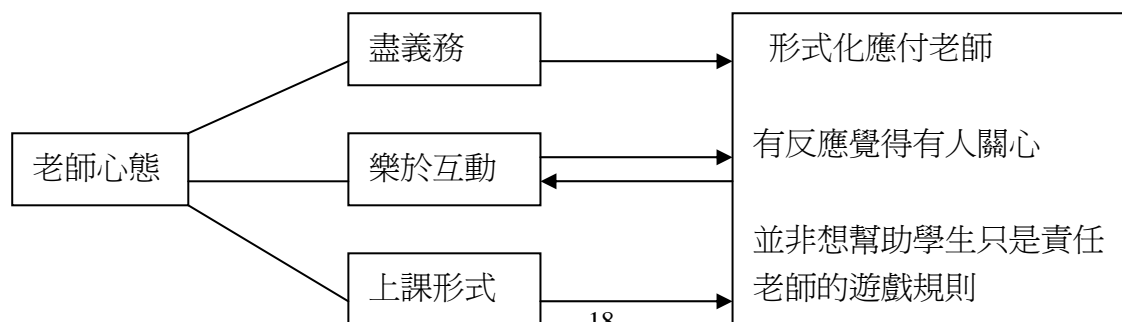 盡義務
形式化應付老師
老師心態
樂於互動
有反應覺得有人關心
上課形式
並非想幫助學生只是責任
老師的遊戲規則
18